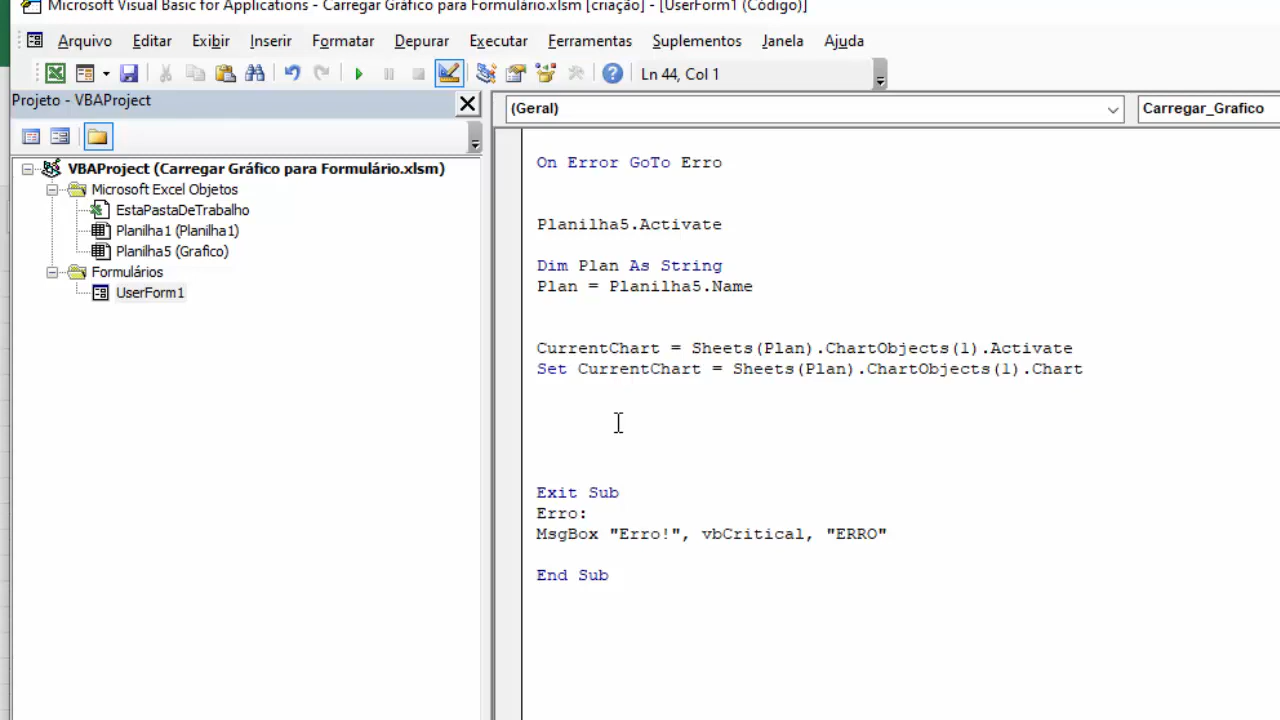 Microsoft Visual Basic for Applications - Carregar Gráfico para Formulário.xlsm [criação] - [UserForm1 (Código)]
Arquivo Editar Exibir Inserir Formatar Depurar Executar Ferramentas Suplementos Janela Ajuda
Ln 44, Col 1
Projeto - VBAProject
(Geral)
Carregar_Grafico
VBAProject (Carregar Gráfico para Formulário.xlsm)
Microsoft Excel Objetos
EstaPastaDeTrabalho
Planilha1 (Planilha1)
Planilha5 (Grafico)
Formulários
UserForm1
On Error GoTo Erro
Planilha5.Activate
Dim Plan As String
Plan = Planilha5.Name
CurrentChart = Sheets(Plan).ChartObjects(1).Activate
Set CurrentChart = Sheets(Plan).ChartObjects(1).Chart
Exit Sub
Erro:
MsgBox "Erro!", vbCritical, "ERRO"
End Sub